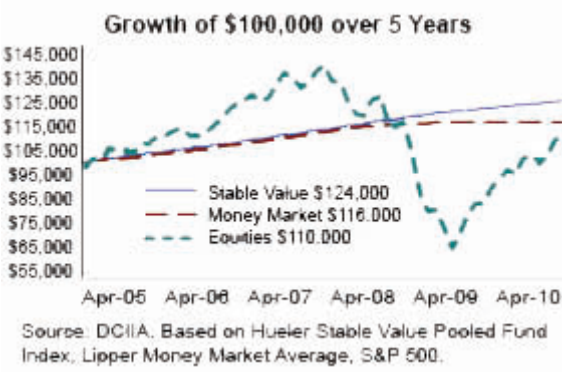 Growth of $100,000 over 5 Years
$145,000
$135,000
$125,000
$115,000
$105,000
$95,000
$85,000
$75,000
$65,000
$55,000
Stable Value $124,000
Money Market $116.000
Equities $110.000
Apr-05 Apr-06 Apr-07 Apr-08 Apr-09 Apr-10
Source: DCIIA. Based on Hueler Stable Value Pooled Fund
Index, Lipper Money Market Average, S&P 500.